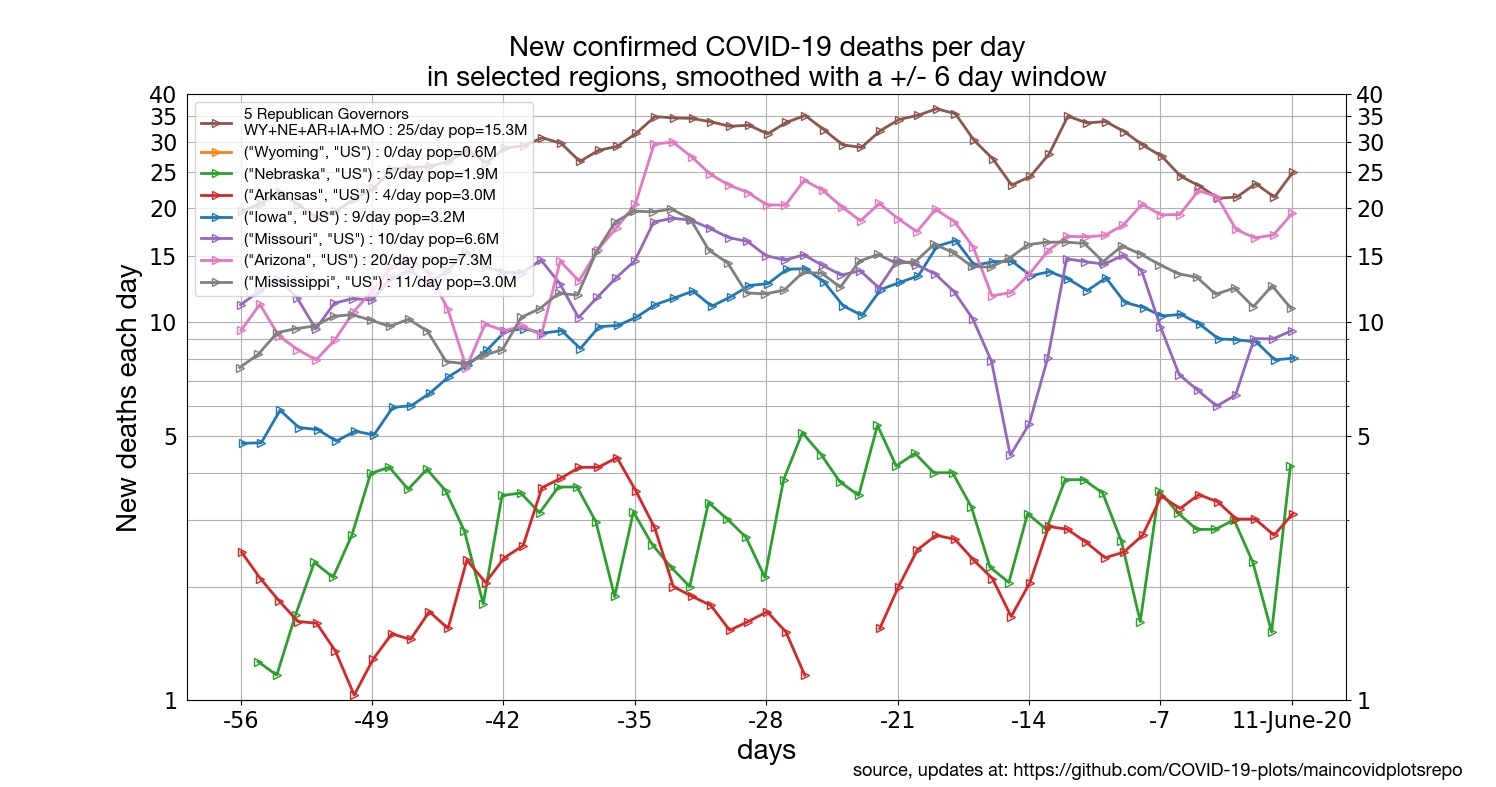 New confirmed COVID-19 deaths per day
in selected regions, smoothed with a +/- 6 day window
40
35
30
25
20
15
10
5
1
New deaths each day
5 Republican Governors
WY+NE+AR+IA+MO : 25/day pop=15.3M
("Wyoming", "US") : 0/day pop=0.6M
("Nebraska", "US") : 5/day pop=1.9M
("Arkansas", "US") : 4/day pop=3.0M
("Iowa", "US") : 9/day pop=3.2M
("Missouri", "US") : 10/day pop=6.6M
("Arizona", "US") : 20/day pop=7.3M
("Mississippi", "US") : 11/day pop=3.0M
40
35
30
25
20
15
10
5
1
-56 -49 -42 -35 -28 -21 -14 -7 11-June-20
days
source, updates at: https://github.com/COVID-19-plots/maincovidplotsrepo